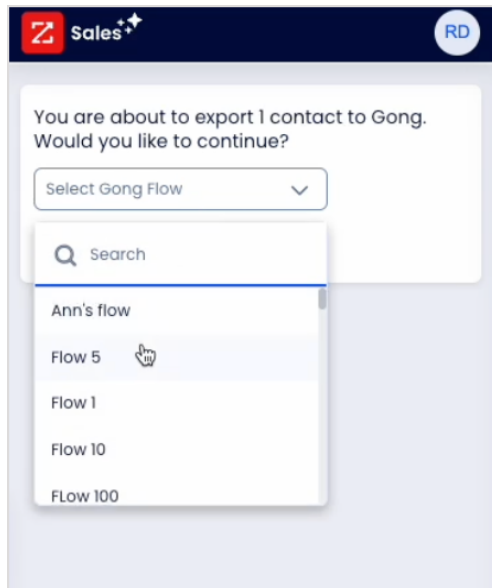 Sales
RD
You are about to export 1 contact to Gong.
Would you like to continue?
Select Gong Flow
Search
Ann's flow
Flow 5
Flow 1
Flow 10
FLow 100